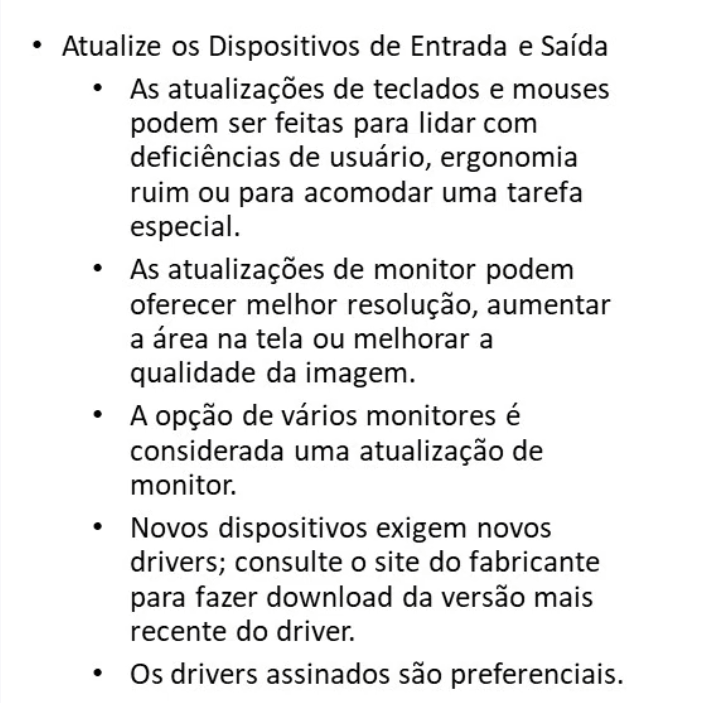 • Atualize os Dispositivos de Entrada e Saída
• As atualizações de teclados e mouses
podem ser feitas para lidar com
deficiências de usuário, ergonomia
ruim ou para acomodar uma tarefa
especial.
• As atualizações de monitor podem
oferecer melhor resolução, aumentar
a área na tela ou melhorar a
qualidade da imagem.
• A opção de vários monitores é
considerada uma atualização de
monitor.
• Novos dispositivos exigem novos
drivers; consulte o site do fabricante
para fazer download da versão mais
recente do driver.
• Os drivers assinados são preferenciais.